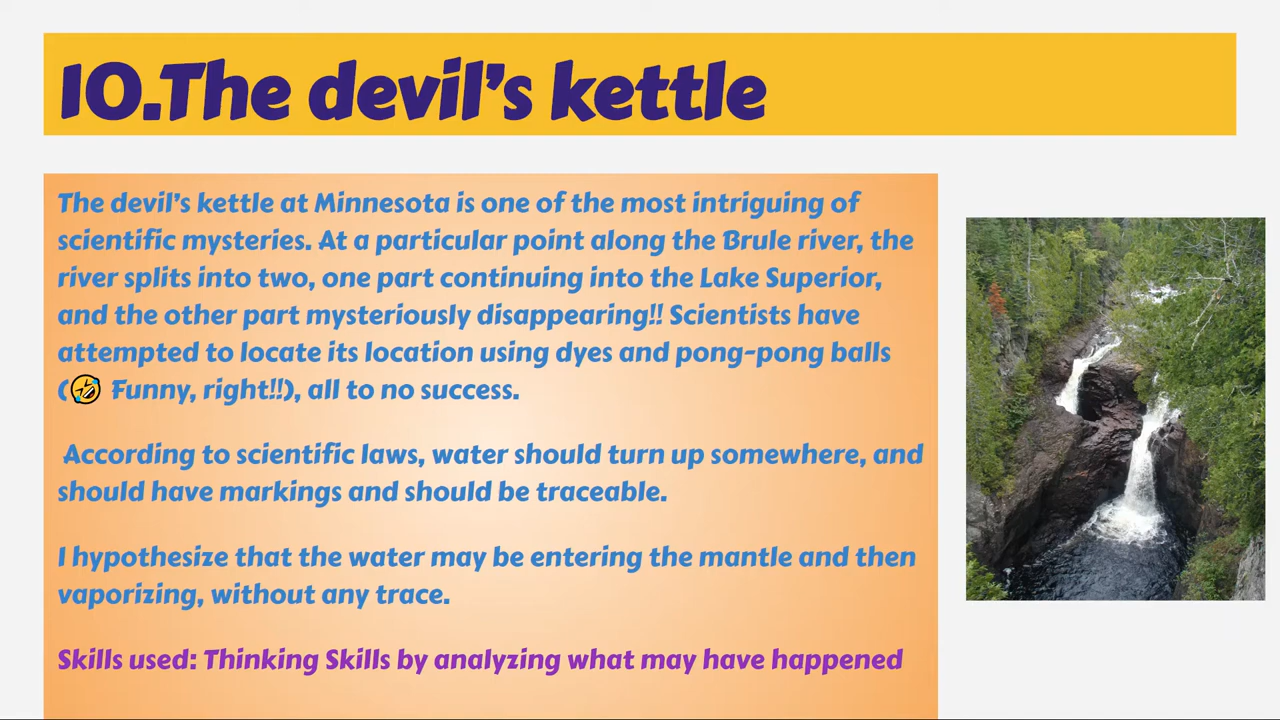 10.The devil's kettle
The devil's kettle at Minnesota is one of the most intriguing of
scientific mysteries. At a particular point along the Brule river, the
river splits into two, one part continuing into the Lake Superior,
and the other part mysteriously disappearing!! Scientists have
attempted to locate its location using dyes and pong-pong balls
(🤣 Funny, right!!), all to no success.
According to scientific laws, water should turn up somewhere, and
should have markings and should be traceable.
I hypothesize that the water may be entering the mantle and then
vaporizing, without any trace.
Skills used: Thinking Skills by analyzing what may have happened